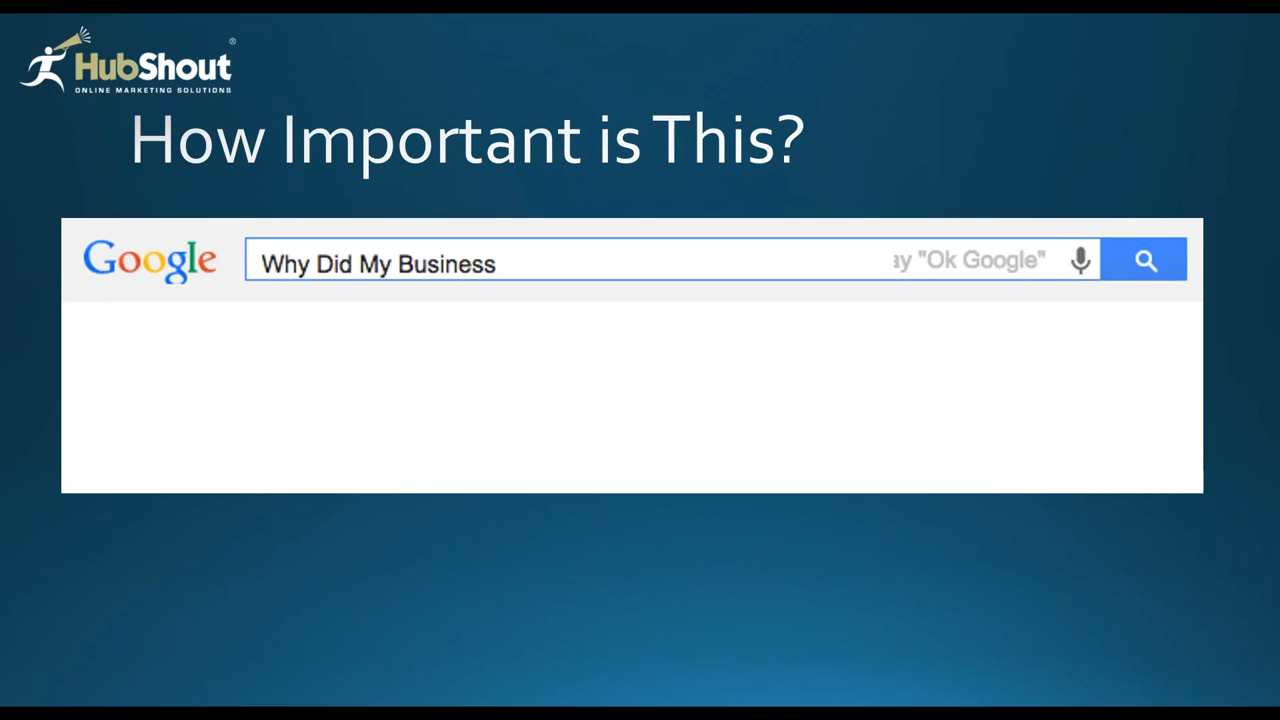 HubShout®
ONLINE MARKETING SOLUTIONS
How Important is This?
Google
Why Did My Business
ay "Ok Google"